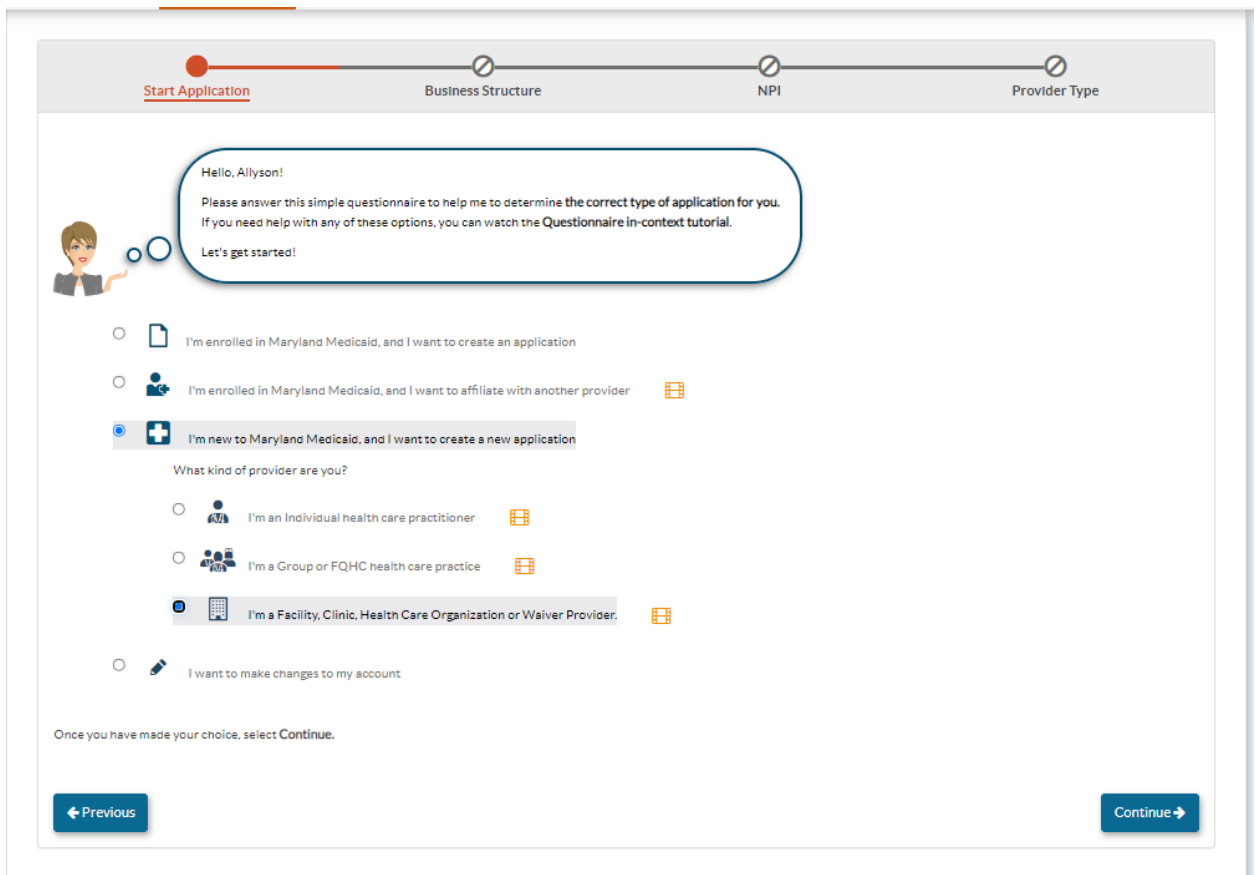 Start Application
Business Structure
NPI
Provider Type
Hello, Allyson!
Please answer this simple questionnaire to help me to determine the correct type of application for you.
If you need help with any of these options, you can watch the Questionnaire in-context tutorial.
Let's get started!
I'm enrolled in Maryland Medicaid, and I want to create an application
I'm enrolled in Maryland Medicaid, and I want to affiliate with another provider
I'm new to Maryland Medicaid, and I want to create a new application
What kind of provider are you?
I'm an Individual health care practitioner
I'm a Group or FQHC health care practice
I'm a Facility, Clinic, Health Care Organization or Waiver Provider.
I want to make changes to my account
Once you have made your choice, select Continue.
Previous
Continue